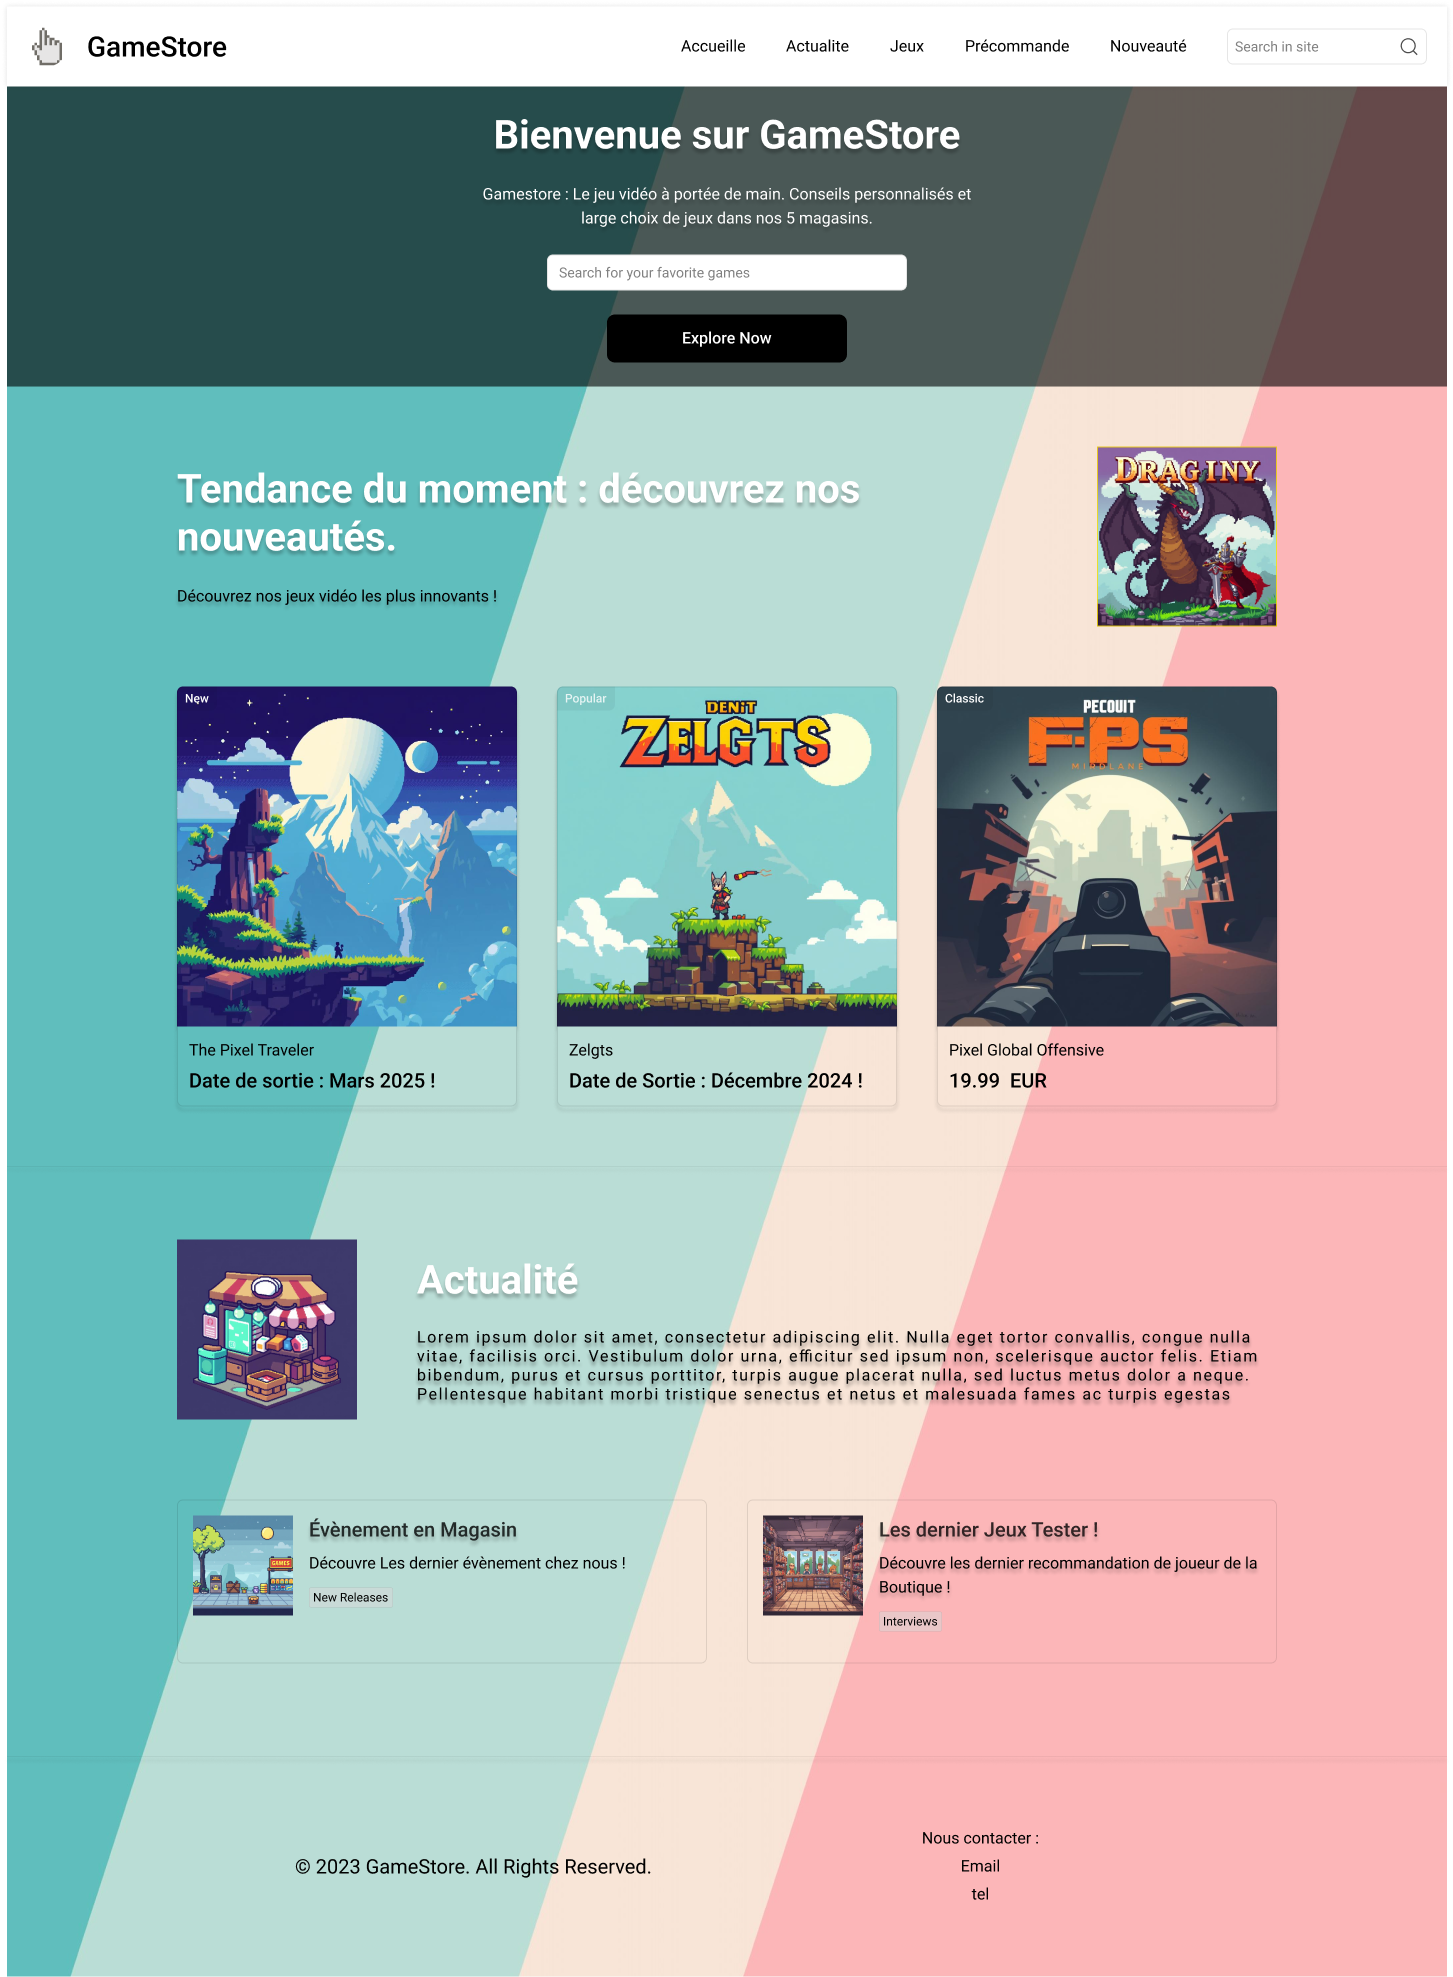 GameStore
Accueille
Actualite
Jeux
Précommande
Nouveauté
Search in site
Bienvenue sur GameStore
Gamestore : Le jeu vidéo à portée de main. Conseils personnalisés et
large choix de jeux dans nos 5 magasins.
Search for your favorite games
Explore Now
Tendance du moment : découvrez nos
nouveautés.
Découvrez nos jeux vidéo les plus innovants !
DRAGINY
New
Popular
DENiT
ZELGTS
Classic
PECOUIT
FPS
MIRDLANE
The Pixel Traveler
Date de sortie : Mars 2025 !
Zelgts
Date de Sortie : Décembre 2024 !
Pixel Global Offensive
19.99 EUR
Actualité
Lorem ipsum dolor sit amet, consectetur adipiscing elit. Nulla eget tortor convallis, congue nulla
vitae, facilisis orci. Vestibulum dolor urna, efficitur sed ipsum non, scelerisque auctor felis. Etiam
bibendum, purus et cursus porttitor, turpis augue placerat nulla, sed luctus metus dolor a neque.
Pellentesque habitant morbi tristique senectus et netus et malesuada fames ac turpis egestas
GAMES
Évènement en Magasin
Découvre Les dernier évènement chez nous !
New Releases
Les dernier Jeux Tester !
Découvre les dernier recommandation de joueur de la
Boutique !
Interviews
© 2023 GameStore. All Rights Reserved.
Nous contacter :
Email
tel